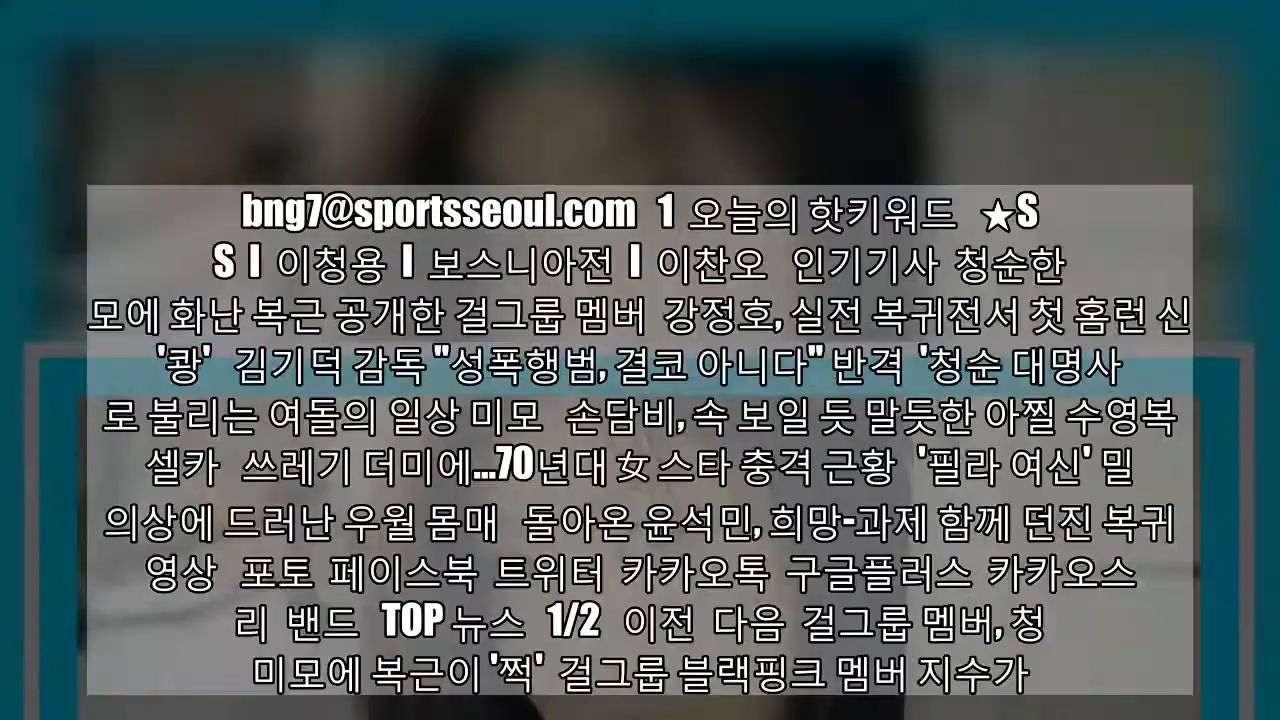 bng7@sportsseoul.com 1 오늘의 핫키워드 ★S
S I 이청용 I 보스니아전 I 이찬오 인기기사 청순한
모에 화난 복근 공개한 걸그룹 멤버 강정호, 실전 복귀전서 첫 홈런 신
'쾅' 김기덕 감독 "성폭행범, 결코 아니다" 반격 '청순 대명사
로 불리는 여돌의 일상 미모 손담비, 속 보일 듯 말듯한 아찔 수영복
셀카 쓰레기 더미에...70년대 女 스타 충격 근황 '필라 여신' 밀
의상에 드러난 우월 몸매 돌아온 윤석민, 희망-과제 함께 던진 복귀
영상 포토 페이스북 트위터 카카오톡 구글플러스 카카오스
리 밴드 TOP 뉴스 1/2 이전 다음 걸그룹 멤버, 청
미모에 복근이 '쩍' 걸그룹 블랙핑크 멤버 지수가